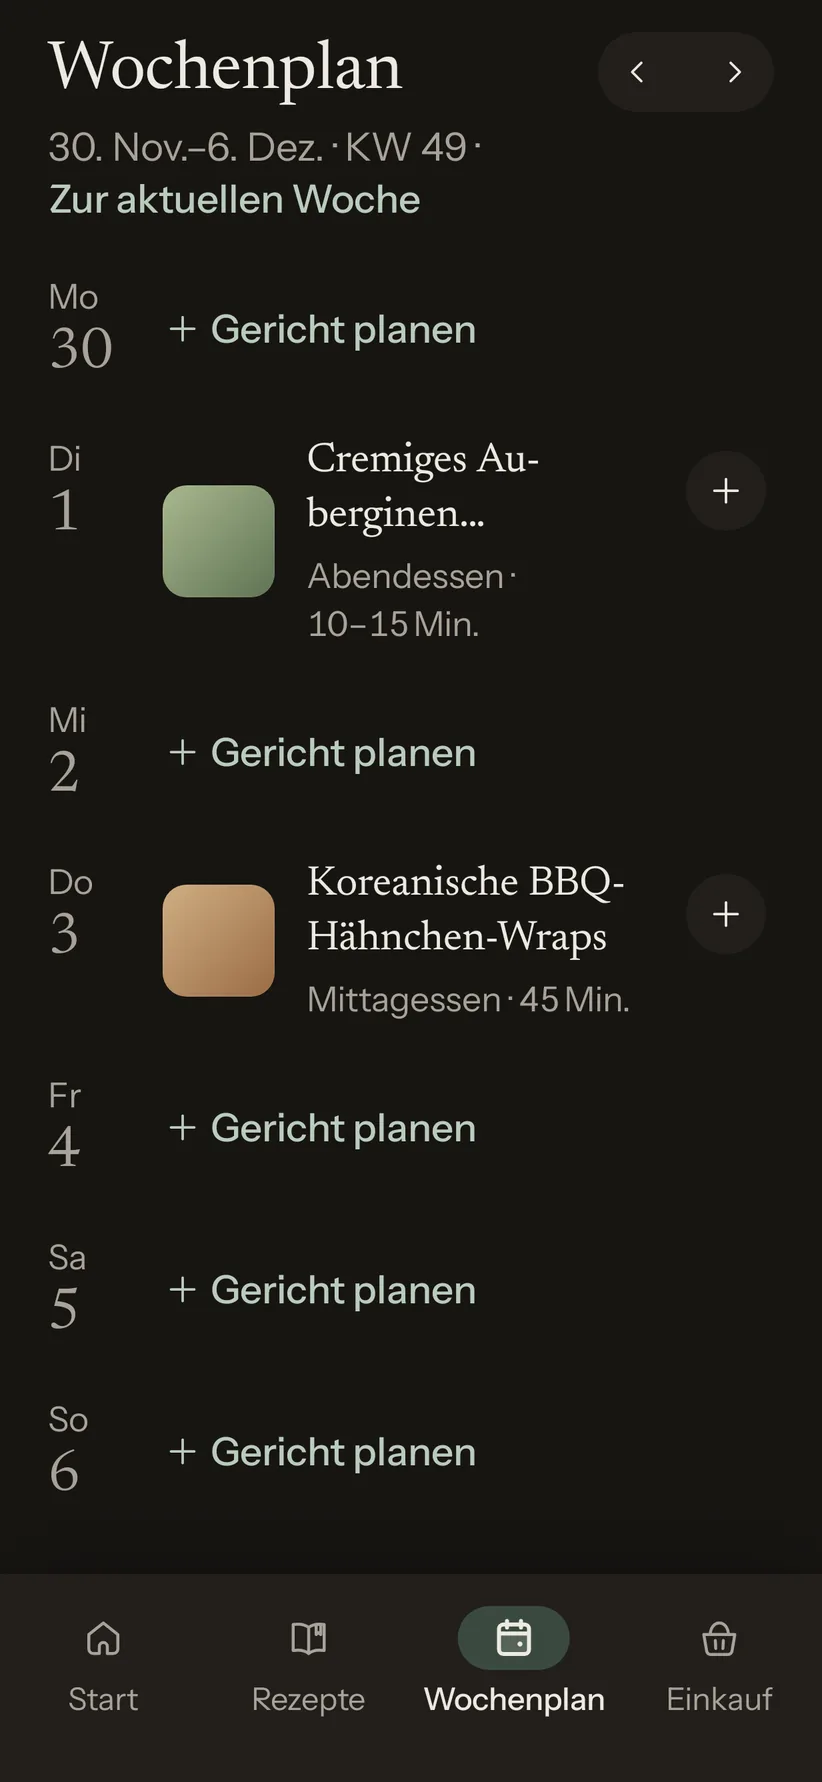 Wochenplan
30. Nov.–6. Dez. · KW 49 ·
Zur aktuellen Woche
Mo
30
+ Gericht planen
Di
1
Cremiges Au-
berginen…
Abendessen ·
10–15 Min.
Mi
2
+ Gericht planen
Do
3
Koreanische BBQ-
Hähnchen-Wraps
Mittagessen · 45 Min.
Fr
4
+ Gericht planen
Sa
5
+ Gericht planen
So
6
+ Gericht planen
Start
Rezepte
Wochenplan
Einkauf